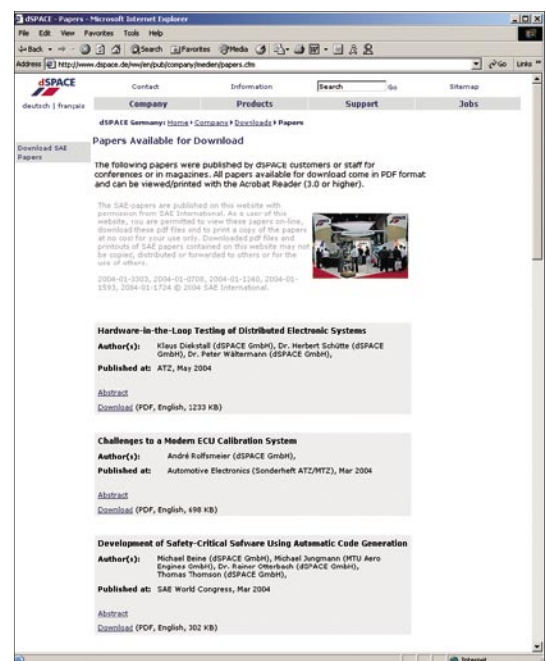 dSPACE - Papers - Microsoft Internet Explorer
File Edit View Favorites Tools Help
Back Search Favorites Media
Address http://www.dspace.de/ww/en/pub/company/medien/papers.cfm Go Links
dSPACE
Contact Information Search Go Sitemap
deutsch | français
Company Products Support Jobs
dSPACE Germany: Home Company Downloads Papers
Download SAE
Papers
Papers Available for Download
The following papers were published by dSPACE customers or staff for
conferences or in magazines. All papers available for download come in PDF format
and can be viewed/printed with the Acrobat Reader (3.0 or higher).
The SAE-papers are published on this website with
permission from SAE International. As a user of this
website, you are permitted to view these papers on-line,
download these pdf files and to print a copy of the papers
at no cost for your use only. Downloaded pdf files and
printouts of SAE papers contained on this website may not
be copied, distributed or forwarded to others or for the
use of others.
2004-01-0708, 2004-01-
1724 © 2004 SAE International.
Hardware-in-the-Loop Testing of Distributed Electronic Systems
Author(s): Klaus Diekstall (dSPACE GmbH), Dr. Herbert Schütte (dSPACE
GmbH), Dr. Peter Wältermann (dSPACE GmbH),
Published at: ATZ, May 2004
Abstract
Download (PDF, English, 1233 KB)
Challenges to a Modern ECU Calibration System
Author(s): André Rolfsmeier (dSPACE GmbH),
Published at: Automotive Electronics (Sonderheft ATZ/MTZ), Mar 2004
Abstract
Download (PDF, English, 698 KB)
Development of Safety-Critical Sofware Using Automatic Code Generation
Author(s): Michael Beine (dSPACE GmbH), Michael Jungmann (MTU Aero
Engines GmbH), Dr. Rainer Otterbach (dSPACE GmbH),
Thomas Thomson (dSPACE GmbH),
Published at: SAE World Congress, Mar 2004
Abstract
Download (PDF, English, 302 KB)
Internet